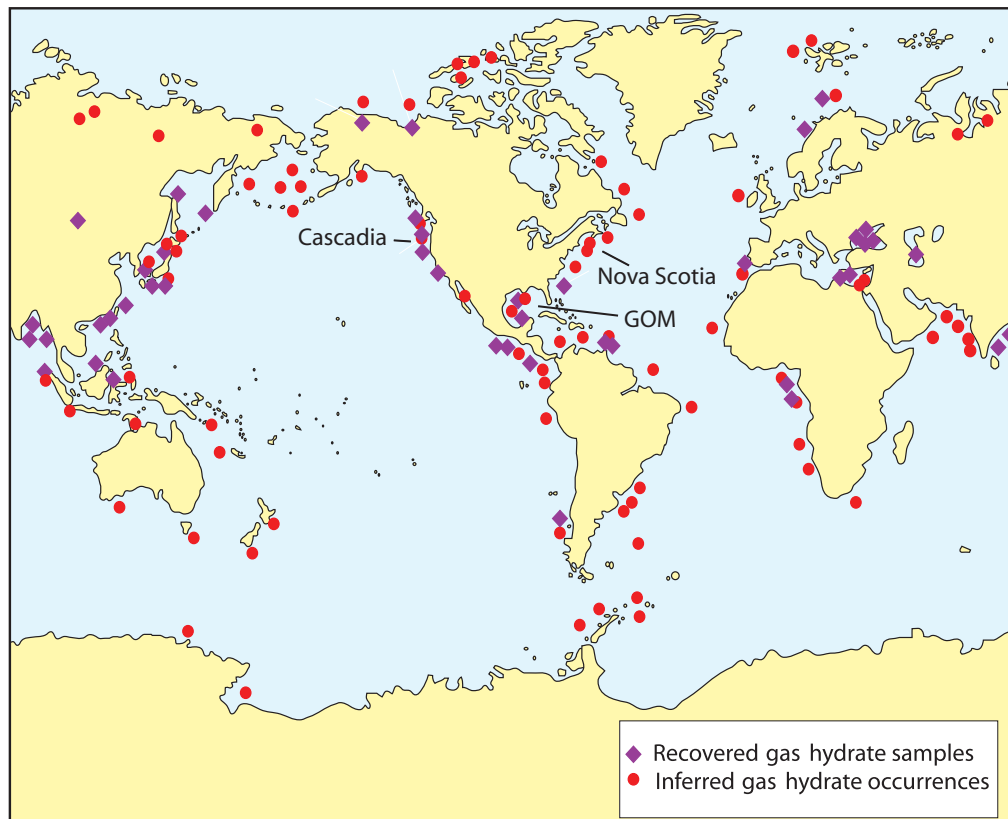 Cascadia
Nova Scotia
GOM
Recovered gas hydrate samples
Inferred gas hydrate occurrences